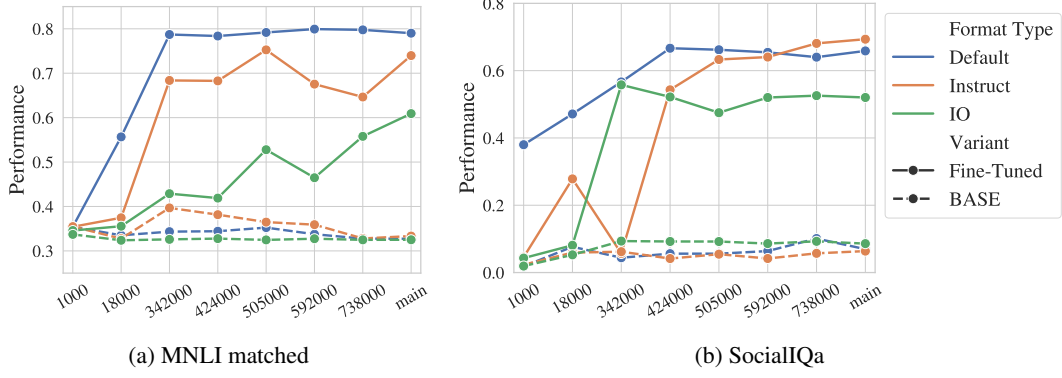 0.8
0.7
0.6
0.5
0.4
0.3
Performance
1000
18000
342000
424000
505000
592000
738000
main
(a) MNLI matched
0.8
0.6
0.4
0.2
0.0
Performance
1000
18000
342000
424000
505000
592000
738000
main
(b) SocialIQa
Format Type
Default
Instruct
IO
Variant
Fine-Tuned
BASE